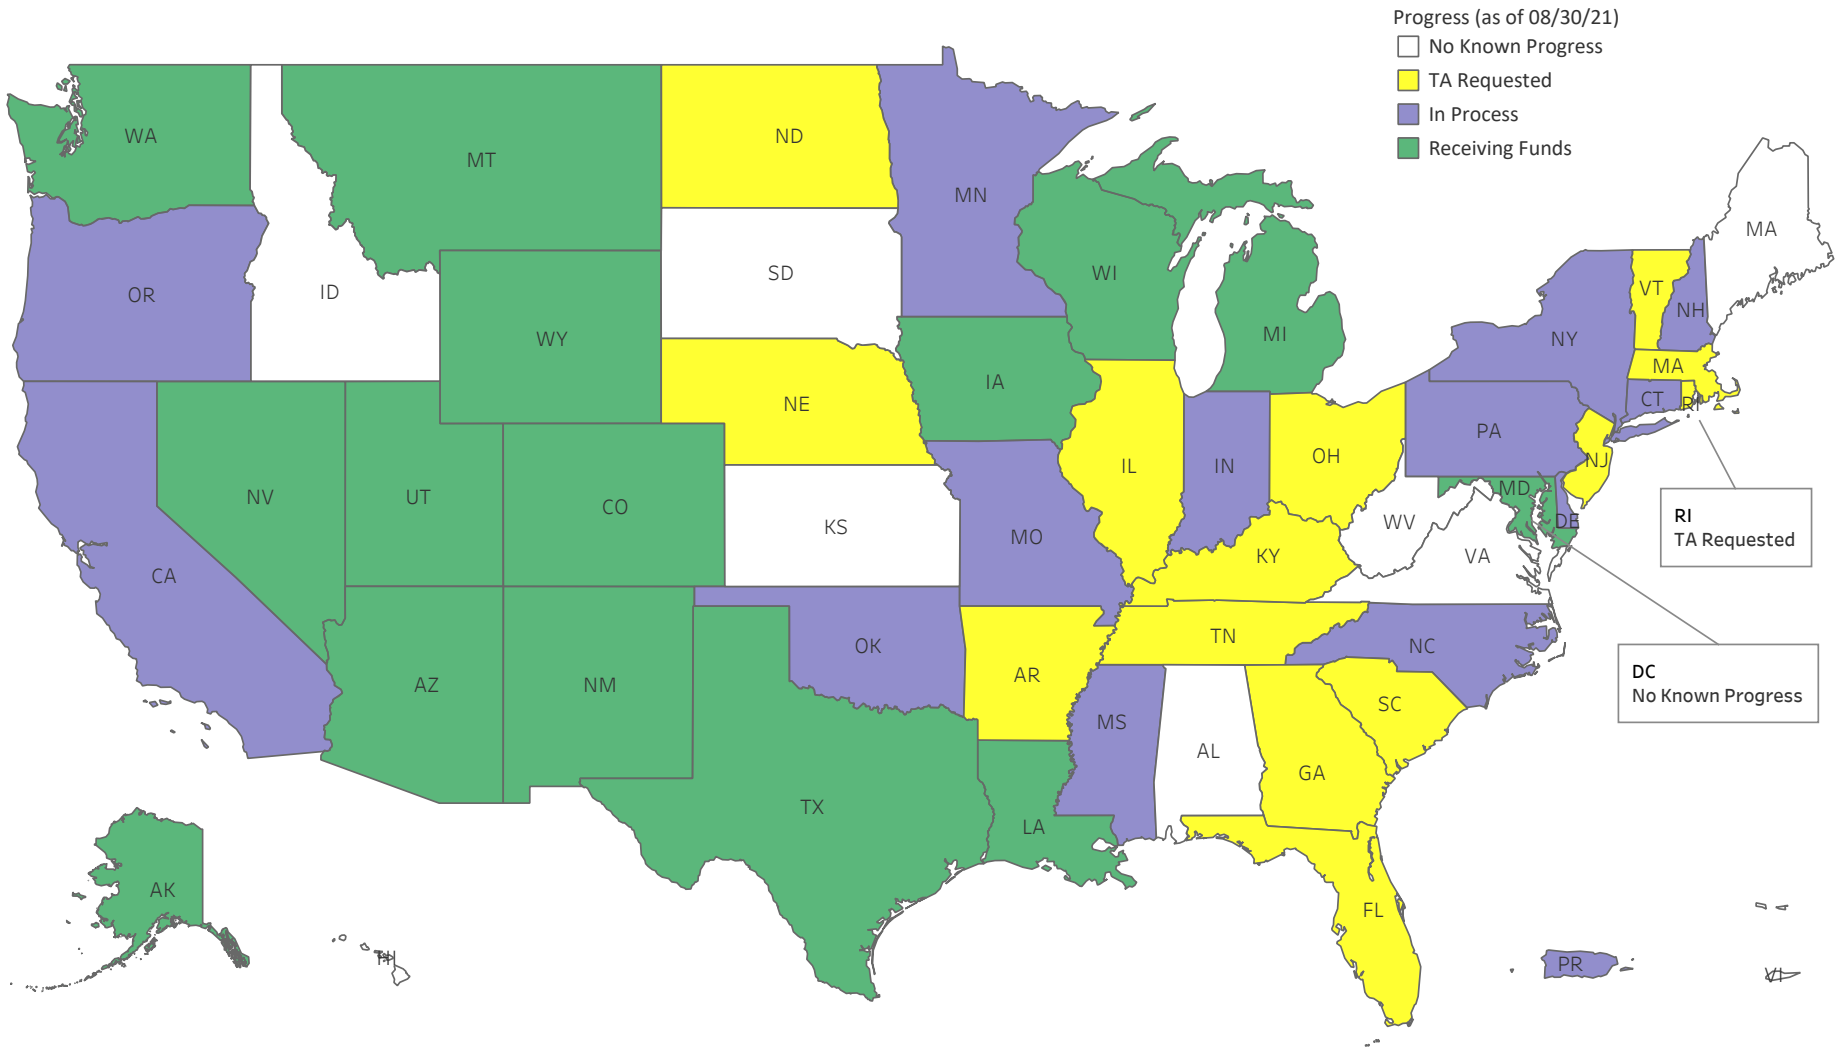 Progress (as of 08/30/21)
No Known Progress
TA Requested
In Process
Receiving Funds
WA
MT
ND
MN
OR
ID
SD
WI
MI
MA
VT
NH
NY
WY
NE
IA
MA
CT
RI
PA
NV
UT
CO
KS
MO
IL
IN
OH
NJ
MD
DE
WV
VA
KY
CA
RI
TA Requested
AZ
NM
OK
AR
TN
NC
SC
MS
AL
GA
DC
No Known Progress
TX
LA
FL
AK
HI
PR
VI